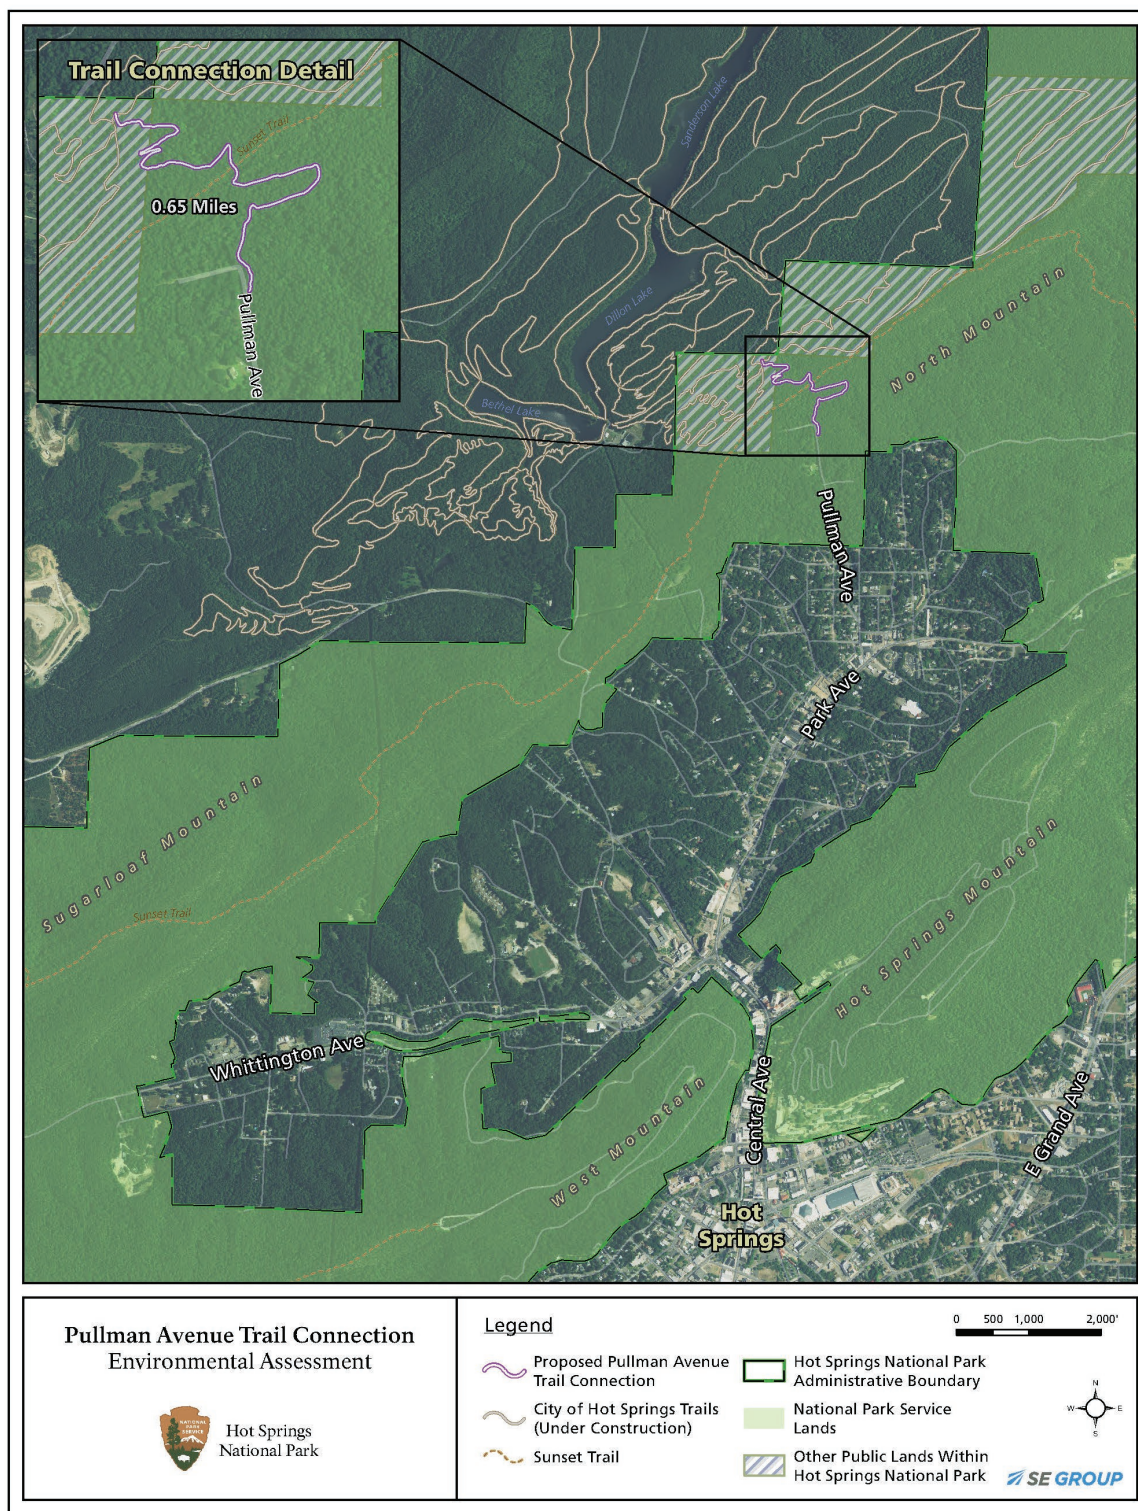 Trail Connection Detail
Sunset Trail
0.65 Miles
Pullman Ave
Sanderson Lake
Dillon Lake
Bethel Lake
North Mountain
Pullman Ave
Park Ave
Sugarloaf Mountain
Sunset Trail
Hot Springs Mountain
Whittington Ave
West Mountain
Central Ave
E Grand Ave
Hot
Springs
Pullman Avenue Trail Connection
Environmental Assessment
NATIONAL
PARK
SERVICE
Hot Springs
National Park
Legend
Proposed Pullman Avenue
Trail Connection
City of Hot Springs Trails
(Under Construction)
Sunset Trail
Hot Springs National Park
Administrative Boundary
National Park Service
Lands
Other Public Lands Within
Hot Springs National Park
0 500 1,000 2,000'
N
W E
S
SE GROUP